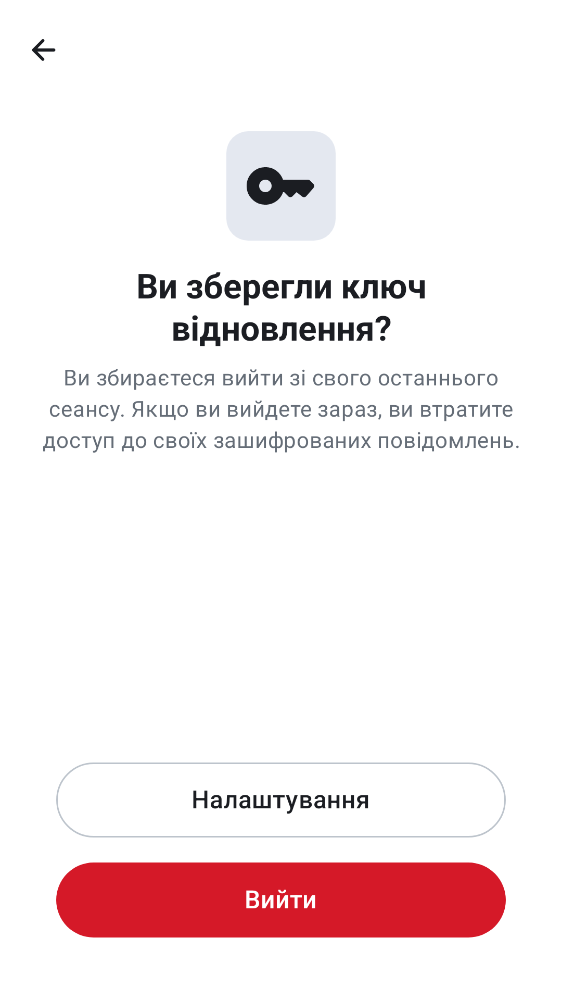 Ви зберегли ключ
відновлення?
Ви збираєтеся вийти зі свого останнього
сеансу. Якщо ви вийдете зараз, ви втратите
доступ до своїх зашифрованих повідомлень.
Налаштування
Вийти